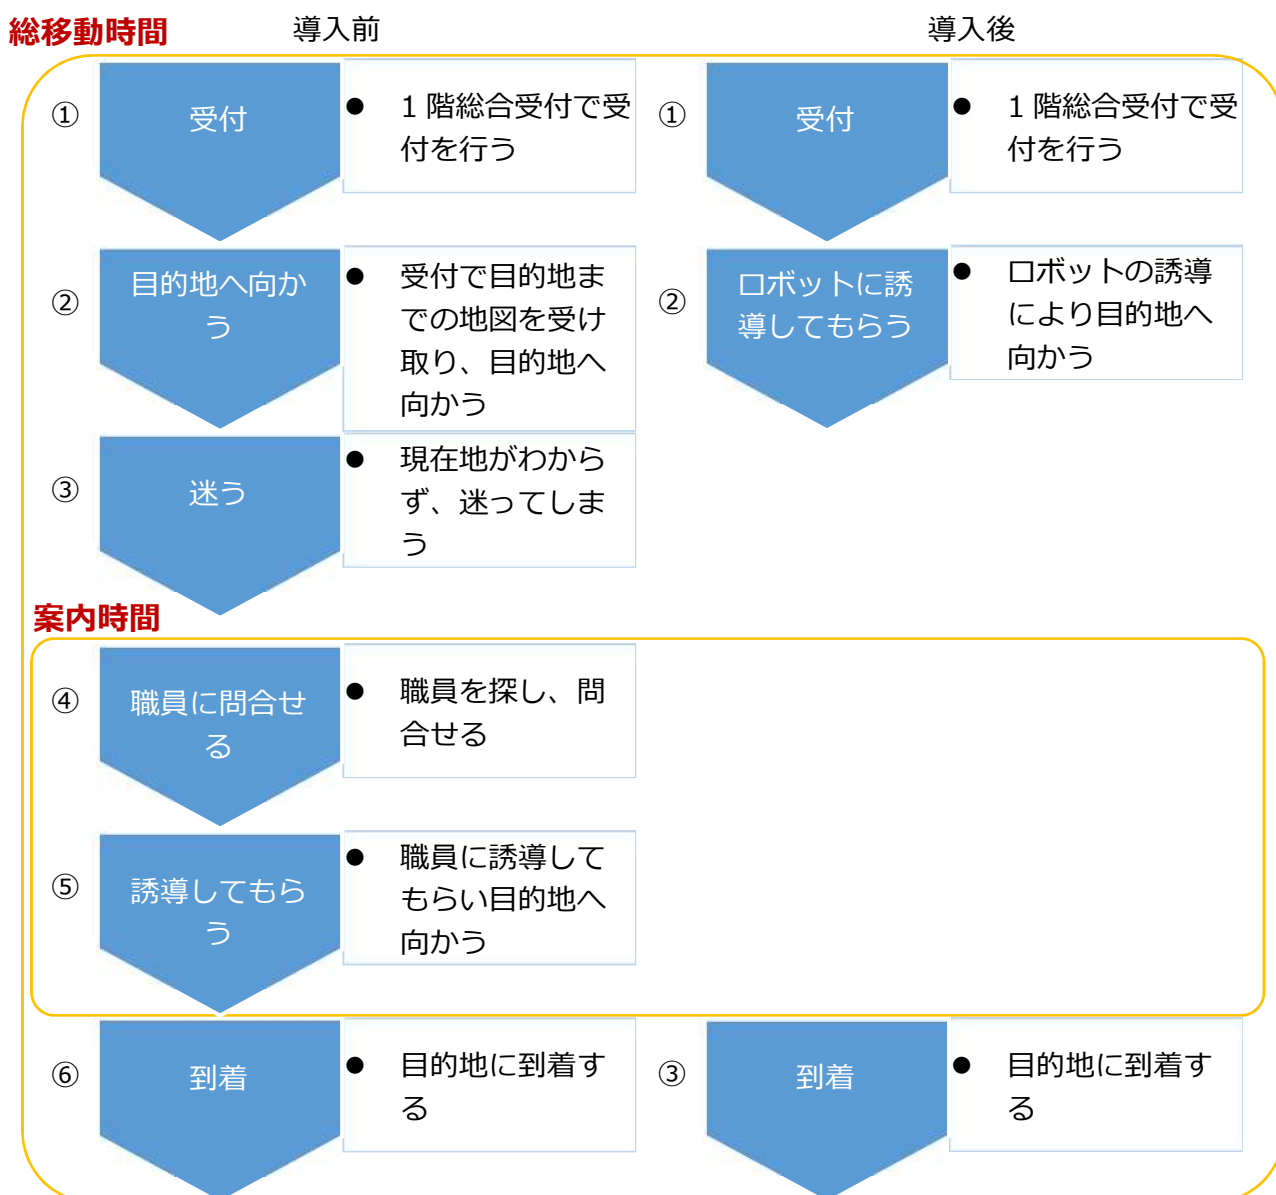 総移動時間
導入前
導入後
①
受付
● 1 階総合受付で受
付を行う
①
受付
● 1 階総合受付で受
付を行う
②
目的地へ向か
う
● 受付で目的地ま
での地図を受け
取り、目的地へ
向かう
②
ロボットに誘
導してもらう
● ロボットの誘導
により目的地へ
向かう
③
迷う
● 現在地がわから
ず、迷ってしま
う
案内時間
④
職員に問合せ
る
● 職員を探し、問
合せる
⑤
誘導してもら
う
● 職員に誘導して
もらい目的地へ
向かう
⑥
到着
● 目的地に到着す
る
③
到着
● 目的地に到着す
る